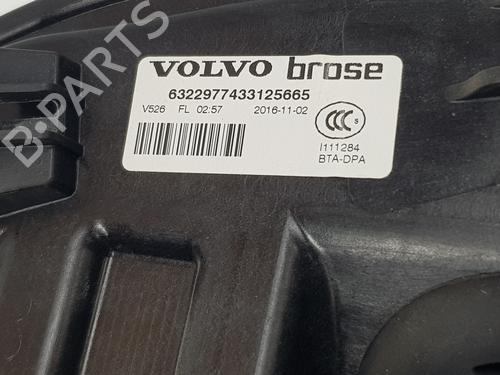 VOLVO brose
6322977433125665
V526 FL 02:57 2016-11-02
CCC S
I111284
BTA-DPA
B-PARTS